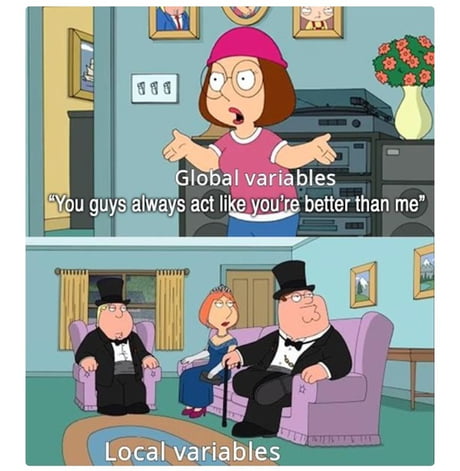 Global variables
“You guys always act like you’re better than me”
Local variables